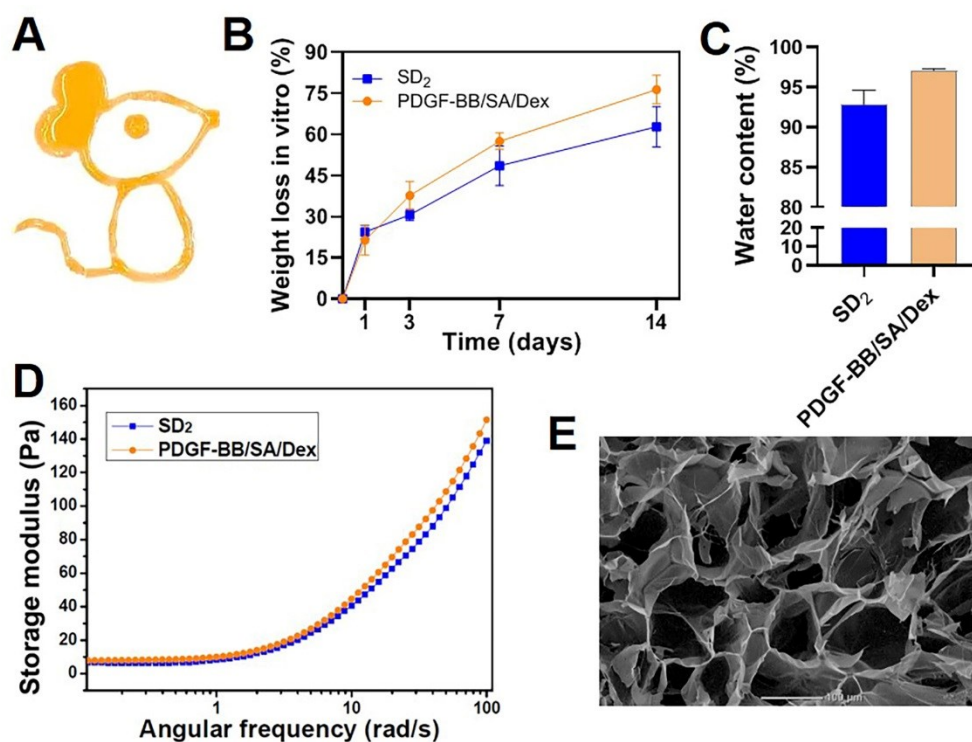 A
B
Weight loss in vitro (%)
90
75
60
45
30
15
0
SD₂
PDGF-BB/SA/Dex
1
3
7
14
Time (days)
C
Water content (%)
100
95
90
85
80
20
10
0
SD₂
PDGF-BB/SA/Dex
D
Storage modulus (Pa)
160
140
120
100
80
60
40
20
0
SD₂
PDGF-BB/SA/Dex
1
10
100
Angular frequency (rad/s)
E
100 µm